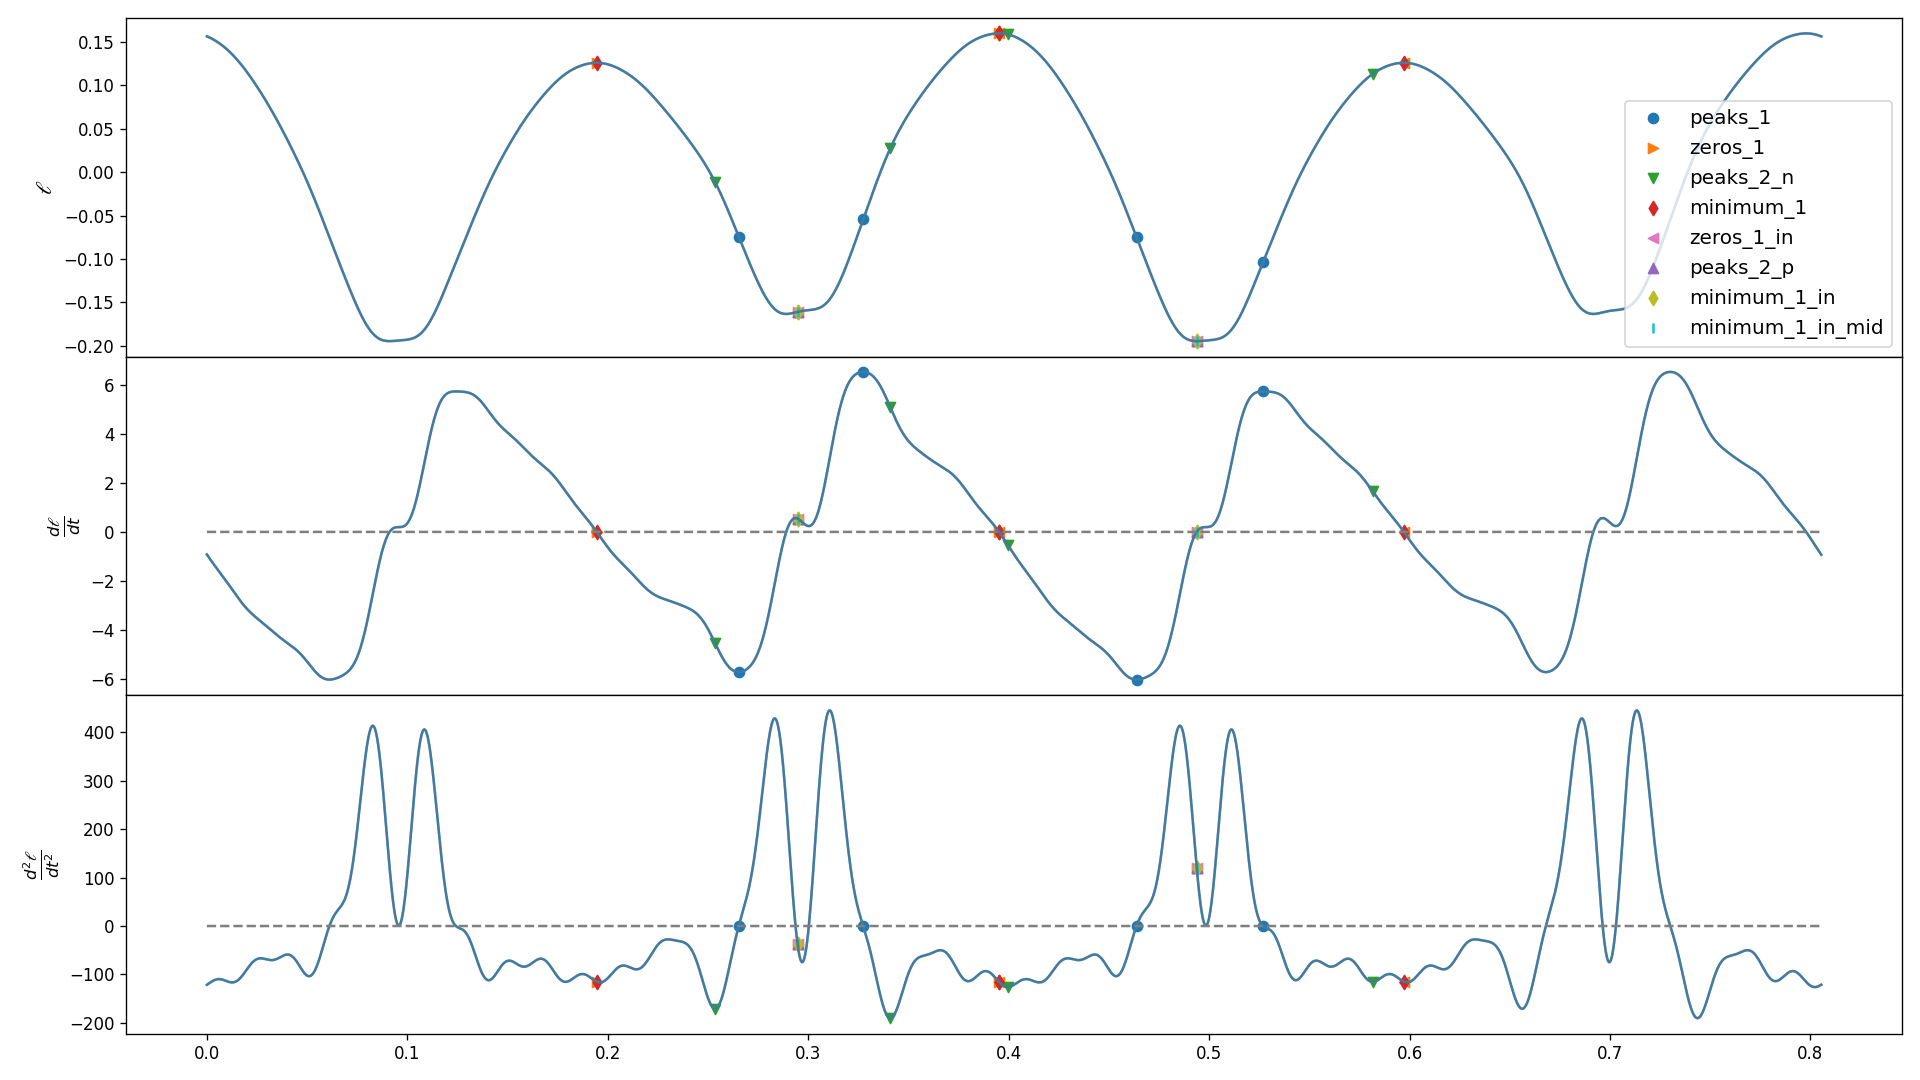 0.15
0.10
0.05
0.00
−0.05
−0.10
−0.15
−0.20
ℓ
peaks_1
zeros_1
peaks_2_n
minimum_1
zeros_1_in
peaks_2_p
minimum_1_in
minimum_1_in_mid
6
4
2
0
−2
−4
−6
dℓ
dt
400
300
200
100
0
−100
−200
d²ℓ
dt²
0.0 0.1 0.2 0.3 0.4 0.5 0.6 0.7 0.8